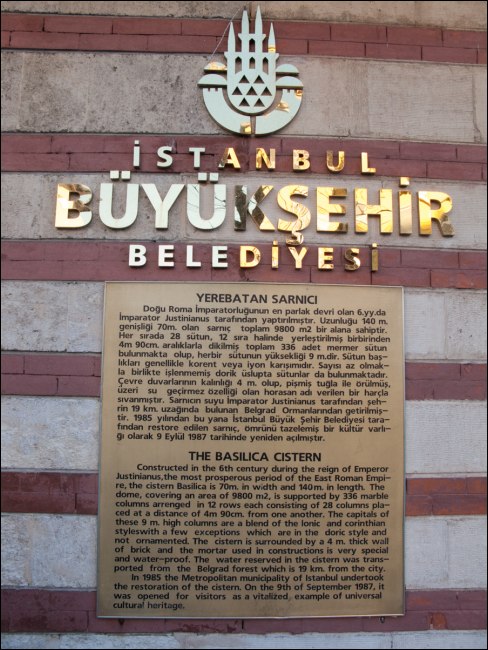 İSTANBUL
BÜYÜKŞEHİR
BELEDİYESİ
YEREBATAN SARNICI
Doğu Roma İmparatorluğunun en parlak devri olan 6.yy.da
İmparator Justinianus tarafından yaptırılmıştır. Uzunluğu 140 m.
genişliği 70m. olan sarnıç toplam 9800 m2 bir alana sahiptir.
Her sırada 28 sütun, 12 sıra halinde yerleştirilmiş birbirinden
4m 90cm. aralıklarla dikilmiş toplam 336 adet mermer sütun
bulunmakta olup, herbir sütunun yüksekliği 9 m.dir. Sütun baş-
lıkları genellikle korent veya iyon karışımıdır. Sayısı az olmak-
la birlikte işlenmemiş dorik üslupta sütunlar da bulunmaktadır.
Çevre duvarlarının kalınlığı 4 m. olup, pişmiş tuğla ile örülmüş,
üzeri su geçirmez özelliği olan horasan adı verilen bir harçla
sıvanmıştır. Sarnıcın suyu İmparator Justinianus tarafından şeh-
rin 19 km. uzağında bulunan Belgrad Ormanlarından getirilmiş-
tir. 1985 yılından bu yana İstanbul Büyük Şehir Belediyesi tara-
fından restore edilen sarnıç, ömrünü tazelemiş bir kültür varlı-
ğı olarak 9 Eylül 1987 tarihinde yeniden açılmıştır.
THE BASILICA CISTERN
Constructed in the 6th century during the reign of Emperor
Justinianus,the most prosperous period of the East Roman Empi-
re, the cistern Basilica is 70m. in width and 140m. in length. The
dome, covering an area of 9800 m2, is supported by 336 marble
columns arrenged in 12 rows each consisting of 28 columns pla-
ced at a distance of 4m 90cm. from one another. The capitals of
these 9 m. high columns are a blend of the Ionic and corinthian
styleswith a few exceptions which are in the doric style and
not ornamented. The cistern is surrounded by a 4 m. thick wall
of brick and the mortar used in constructions is very special
and water-proof. The water reserved in the cistern was trans-
ported from the Belgrad forest which is 19 km. from the city.
In 1985 the Metropolitan municipality of Istanbul undertook
the restoration of the cistern. On the 9th of September 1987, it
was opened for visitors as a vitalized example of universal
cultural heritage.